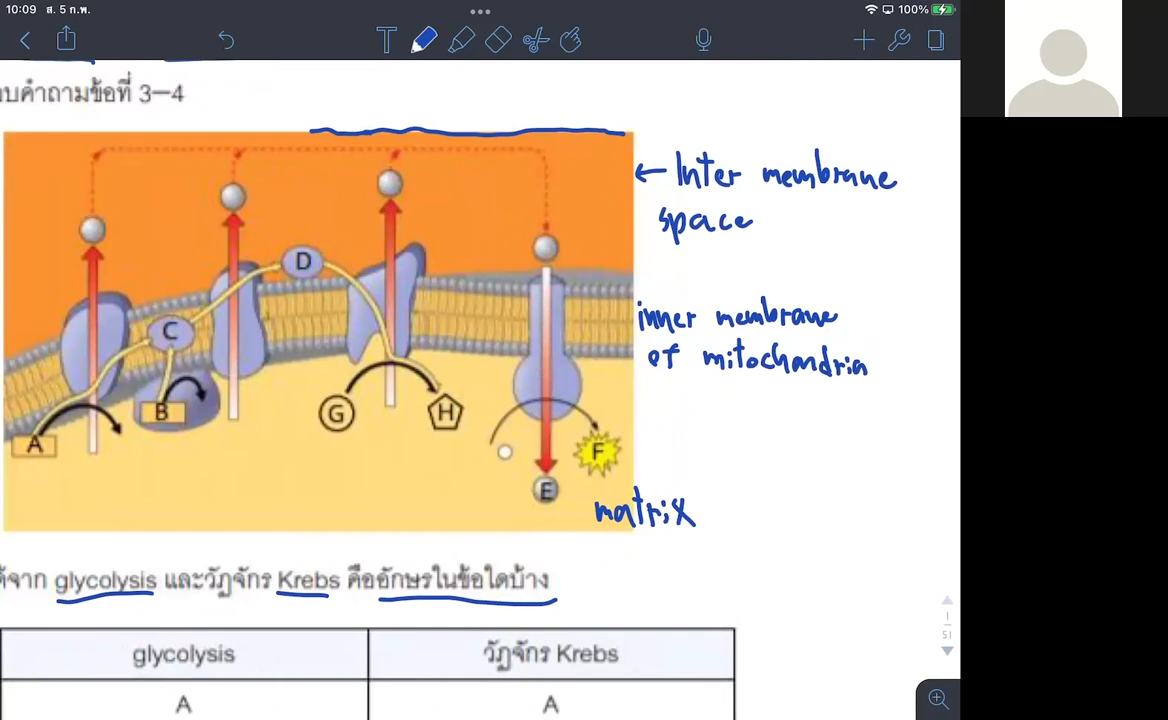 10:09 ส. 5 ก.พ.
100%
T
บคำถามข้อที่ 3–4
← Inter membrane
space
D
C
inner membrane
of mitochondria
B
G
H
A
F
E
matrix
จาก glycolysis และวัฏจักร Krebs คืออักษรในข้อใดบ้าง
1
51
glycolysis วัฏจักร Krebs
A A